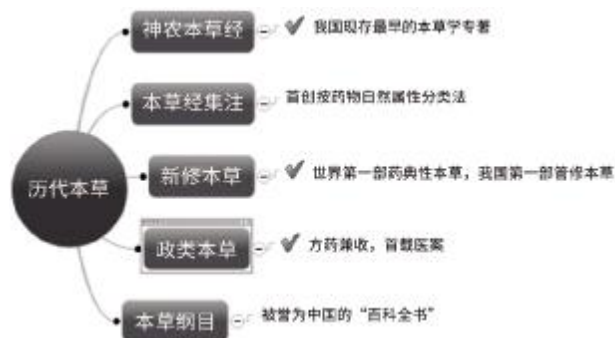 历代本草
神农本草经
我国现存最早的本草学专著
本草经集注
首创按药物自然属性分类法
新修本草
世界第一部药典性本草，我国第一部管修本草
政类本草
方药兼收，首载医案
本草纲目
被誉为中国的“百科全书”